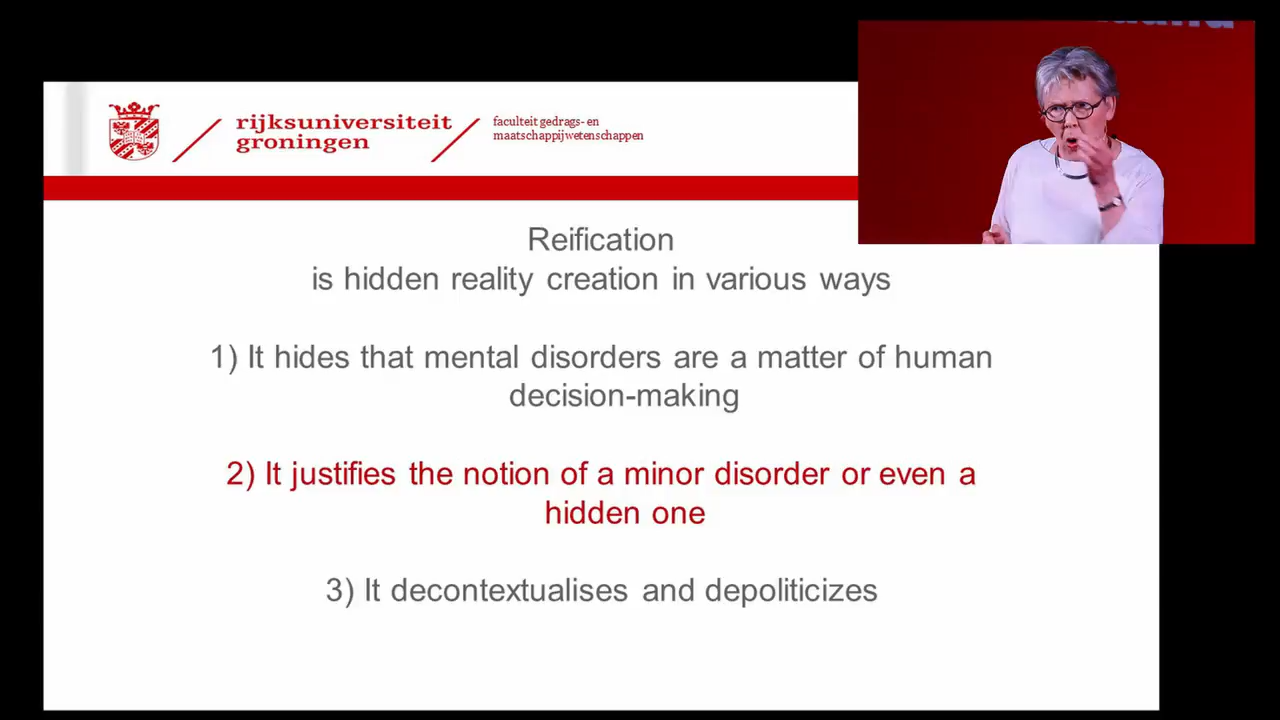 rijksuniversiteit
groningen
faculteit gedrags- en
maatschappijwetenschappen
Reification
is hidden reality creation in various ways
1) It hides that mental disorders are a matter of human
decision-making
2) It justifies the notion of a minor disorder or even a
hidden one
3) It decontextualises and depoliticizes